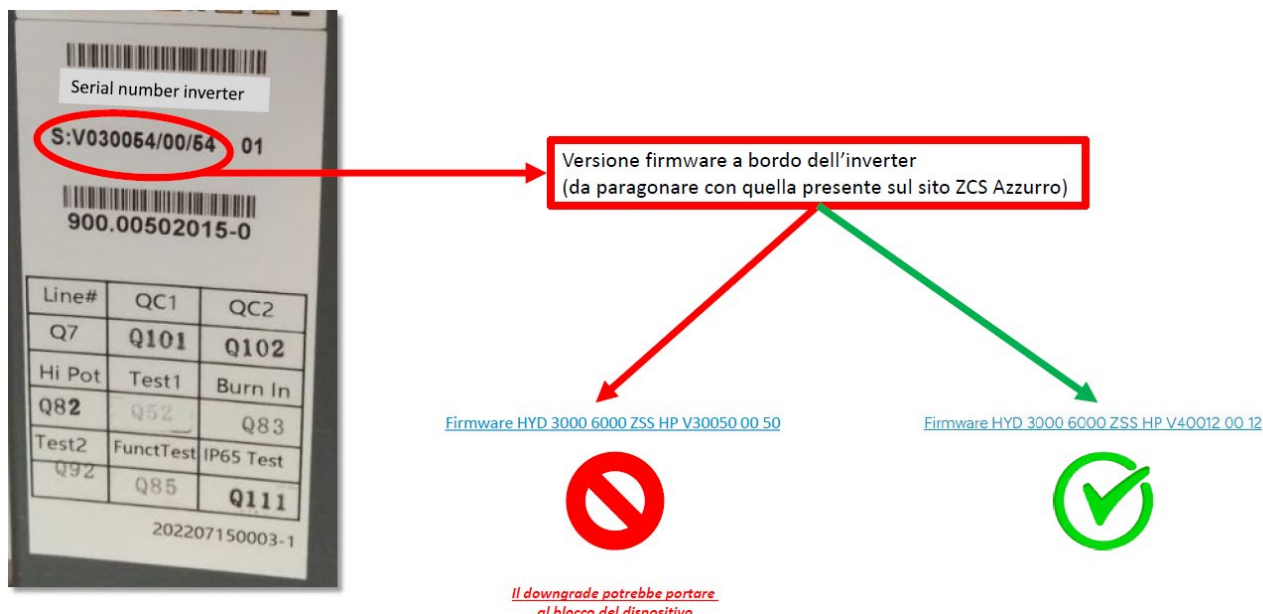 Serial number inverter
S:V030054/00/54 01
900.00502015-0
Line# QC1 QC2
Q7 Q101 Q102
Hi Pot Test1 Burn In
Q82 Q52 Q83
Test2 FunctTest IP65 Test
Q92 Q85 Q111
202207150003-1
Versione firmware a bordo dell'inverter
(da paragonare con quella presente sul sito ZCS Azzurro)
Firmware HYD 3000 6000 ZSS HP V30050 00 50
Firmware HYD 3000 6000 ZSS HP V40012 00 12
Il downgrade potrebbe portare
al blocco del dispositivo